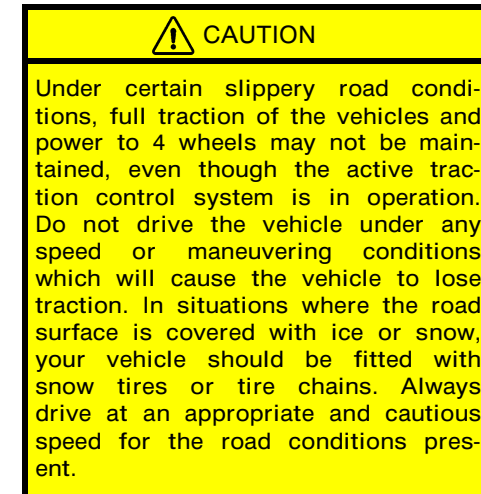 CAUTION
Under certain slippery road condi-
tions, full traction of the vehicles and
power to 4 wheels may not be main-
tained, even though the active trac-
tion control system is in operation.
Do not drive the vehicle under any
speed or maneuvering conditions
which will cause the vehicle to lose
traction. In situations where the road
surface is covered with ice or snow,
your vehicle should be fitted with
snow tires or tire chains. Always
drive at an appropriate and cautious
speed for the road conditions pres-
ent.